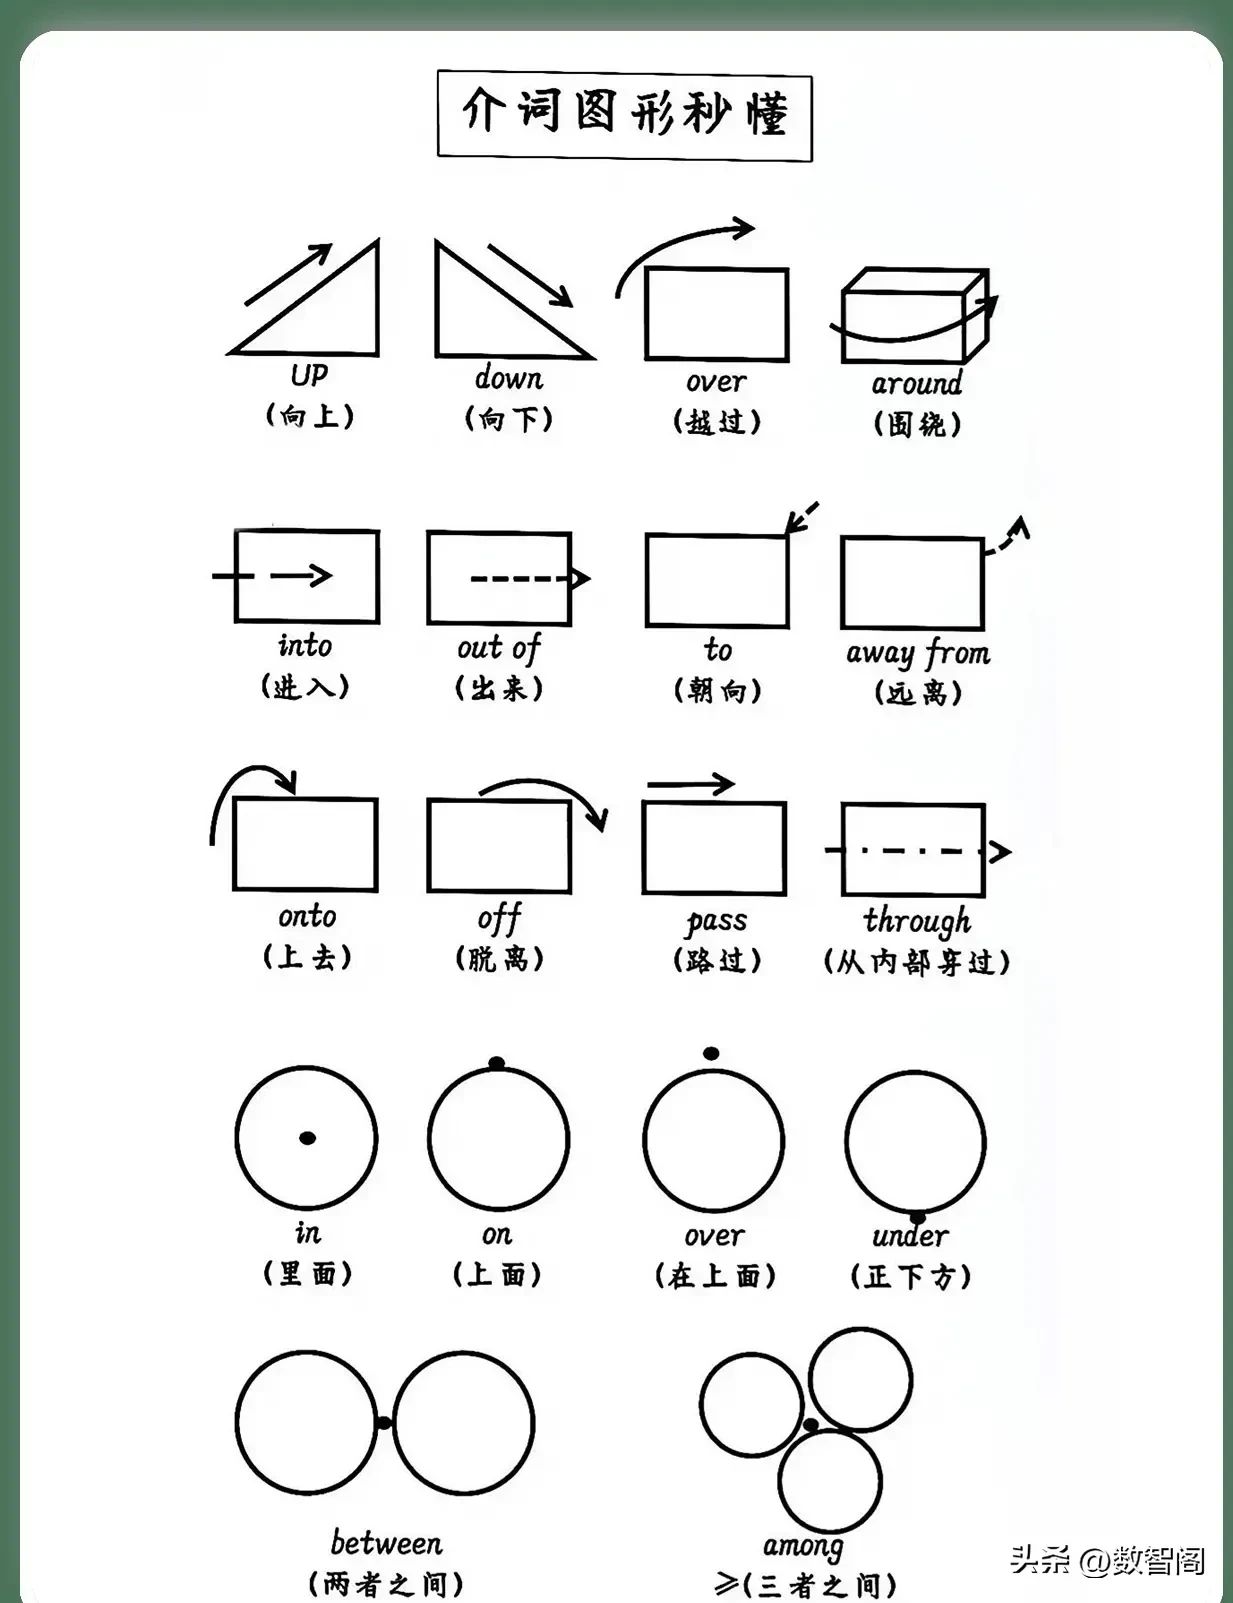 介词图形秒懂
UP down over around
(向上) (向下) (越过) (围绕)
into out of to away from
(进入) (出来) (朝向) (远离)
onto off pass through
(上去) (脱离) (路过) (从内部穿过)
in on over under
(里面) (上面) (在上面) (正下方)
between among
(两者之间) ≥(三者之间)
头条 @数智阁